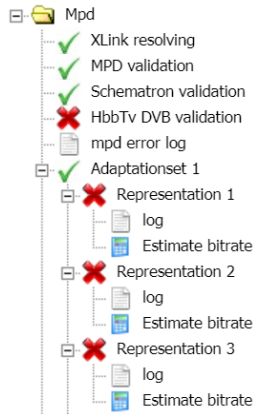 Mpd
XLink resolving
MPD validation
Schematron validation
HbbTv DVB validation
mpd error log
Adaptationset 1
Representation 1
log
Estimate bitrate
Representation 2
log
Estimate bitrate
Representation 3
log
Estimate bitrate